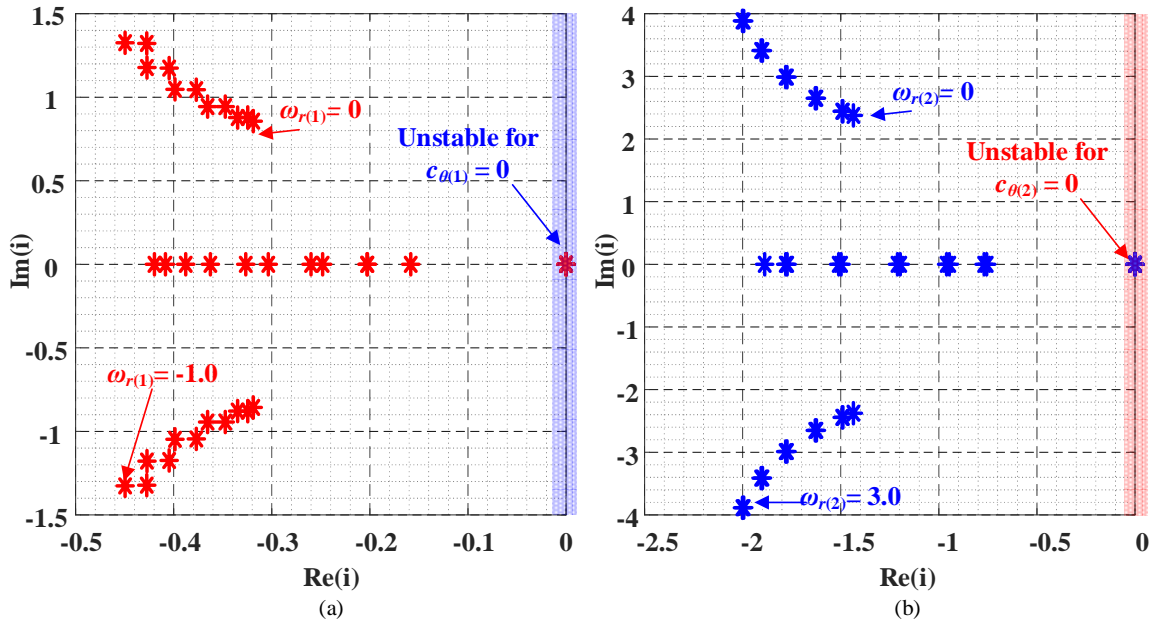 (a)
1.5
1
0.5
0
-0.5
-1
-1.5
Im(i)
-0.5
-0.4
-0.3
-0.2
-0.1
0
Re(i)
ωr(1)= 0
Unstable for
cθ(1) = 0
ωr(1)= -1.0
(a)
(b)
4
3
2
1
0
-1
-2
-3
-4
Im(i)
-2.5
-2
-1.5
-1
-0.5
0
Re(i)
ωr(2)= 0
Unstable for
cθ(2) = 0
ωr(2)= 3.0
(b)